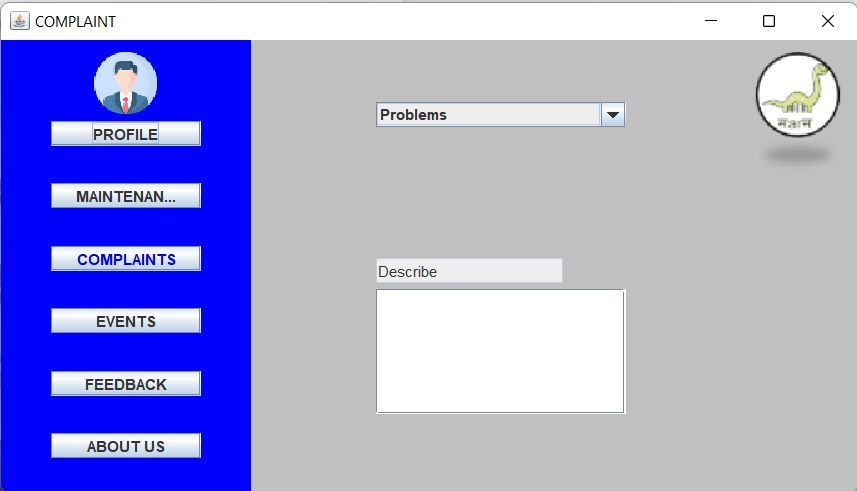 COMPLAINT
PROFILE
MAINTENAN...
COMPLAINTS
EVENTS
FEEDBACK
ABOUT US
Problems
Describe